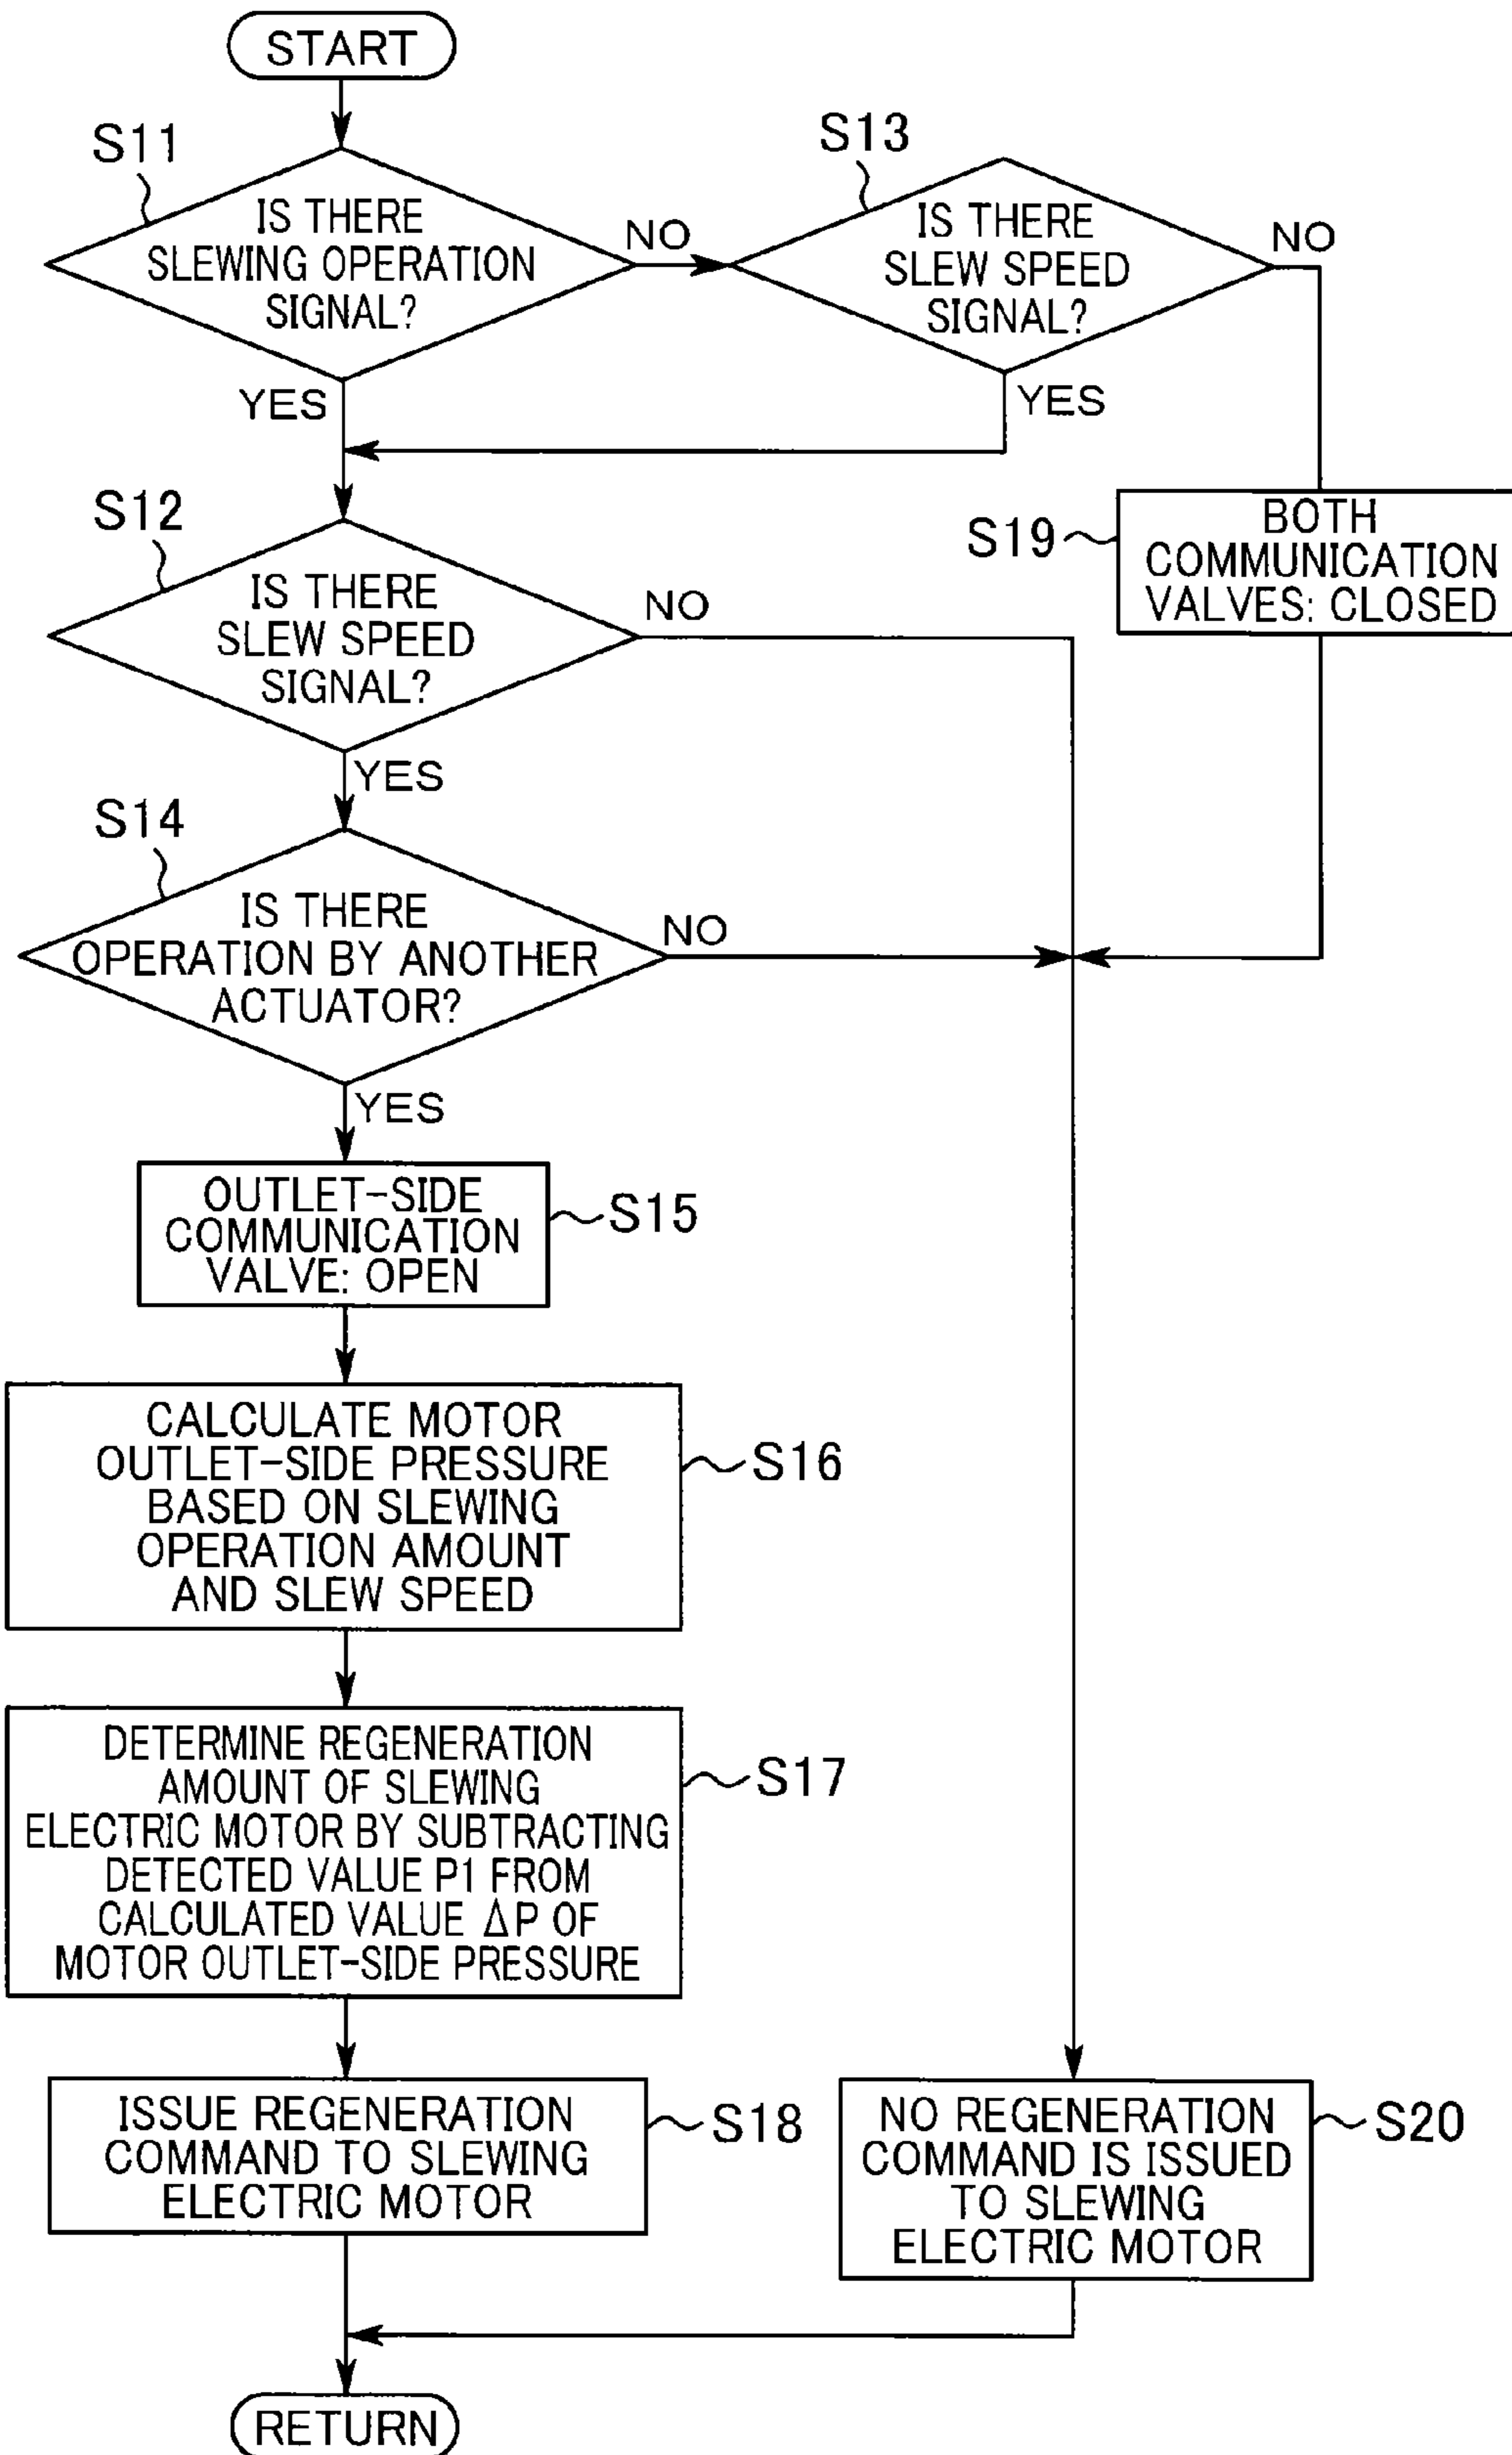 START
S11
IS THERE
SLEWING OPERATION
SIGNAL?
NO
YES
S13
IS THERE
SLEW SPEED
SIGNAL?
NO
YES
S19
BOTH
COMMUNICATION
VALVES: CLOSED
S12
IS THERE
SLEW SPEED
SIGNAL?
NO
YES
S14
IS THERE
OPERATION BY ANOTHER
ACTUATOR?
NO
YES
OUTLET-SIDE
COMMUNICATION
VALVE: OPEN
S15
CALCULATE MOTOR
OUTLET-SIDE PRESSURE
BASED ON SLEWING
OPERATION AMOUNT
AND SLEW SPEED
S16
DETERMINE REGENERATION
AMOUNT OF SLEWING
ELECTRIC MOTOR BY SUBTRACTING
DETECTED VALUE P1 FROM
CALCULATED VALUE ΔP OF
MOTOR OUTLET-SIDE PRESSURE
S17
ISSUE REGENERATION
COMMAND TO SLEWING
ELECTRIC MOTOR
S18
NO REGENERATION
COMMAND IS ISSUED
TO SLEWING
ELECTRIC MOTOR
S20
RETURN